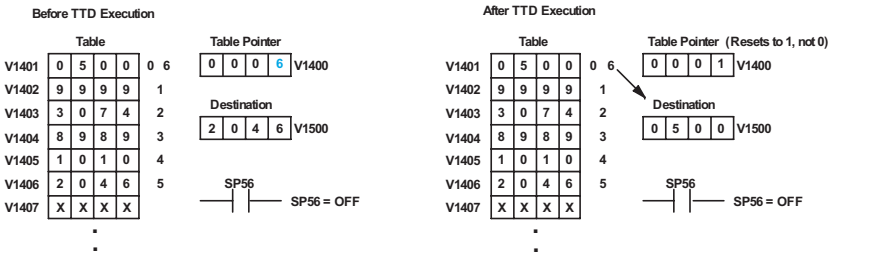 Before TTD Execution
Table
Table Pointer
V1401 0 5 0 0 0 6
0 0 0 6 V1400
V1402 9 9 9 9 1
V1403 3 0 7 4 2
Destination
V1404 8 9 8 9 3
2 0 4 6 V1500
V1405 1 0 1 0 4
V1406 2 0 4 6 5
SP56
V1407 X X X X
SP56 = OFF
After TTD Execution
Table
Table Pointer (Resets to 1, not 0)
V1401 0 5 0 0 0 6
0 0 0 1 V1400
V1402 9 9 9 9 1
V1403 3 0 7 4 2
Destination
V1404 8 9 8 9 3
0 5 0 0 V1500
V1405 1 0 1 0 4
V1406 2 0 4 6 5
SP56
V1407 X X X X
SP56 = OFF